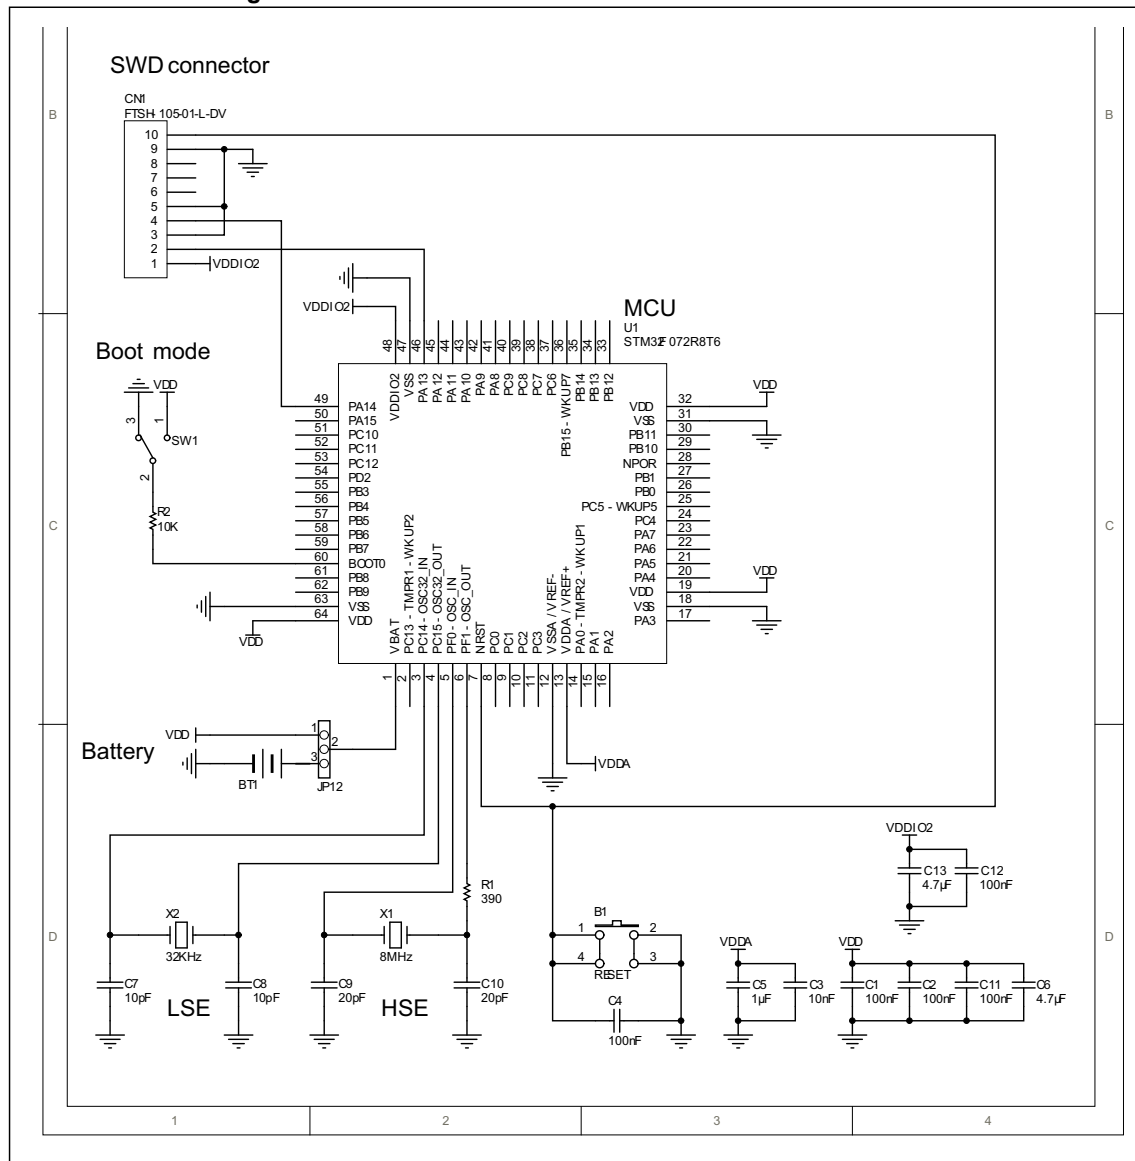 SWD connector
CN1
FTSH-105-01-L-DV
10
9
8
7
6
5
4
3
2
1
VDDIO2
B
B
VDDIO2
MCU
U1
STM32F072R8T6
Boot mode
VDD
3
1
SW1
2
R2
10K
48
47
46
45
44
43
42
41
40
39
38
37
36
35
34
33
VDDIO2
VSS
PA13
PA12
PA11
PA10
PA9
PA8
PC9
PC8
PC7
PC6
PB15 - WKUP7
PB14
PB13
PB12
49 PA14
50 PA15
51 PC10
52 PC11
53 PC12
54 PD2
55 PB3
56 PB4
57 PB5
58 PB6
59 PB7
60 BOOT0
61 PB8
62 PB9
63 VSS
64 VDD
VDD
VDD 32
VSS 31
PB11 30
PB10 29
NPOR 28
PB1 27
PB0 26
PC5 - WKUP5 25
PC4 24
PA7 23
PA6 22
PA5 21
PA4 20
VDD 19
VSS 18
PA3 17
VDD
VDD
C
C
VBAT
PC13 - TMPR1 - WKUP2
PC14 - OSC32_IN
PC15 - OSC32_OUT
PF0 - OSC_IN
PF1 - OSC_OUT
NRST
PC0
PC1
PC2
PC3
VSSA / VREF-
VDDA / VREF+
PA0 - TMPR2 - WKUP1
PA1
PA2
1
2
3
4
5
6
7
8
9
10
11
12
13
14
15
16
Battery
VDD
BT1
1
2
3
JP12
VDDA
R1
390
X2
32KHz
X1
8MHz
C7
10pF
C8
10pF
C9
20pF
C10
20pF
LSE
HSE
B1
1
2
4
3
RESET
C4
100nF
VDDIO2
C13
4.7µF
C12
100nF
VDDA
C5
1µF
C3
10nF
VDD
C1
100nF
C2
100nF
C11
100nF
C6
4.7µF
D
D
1
2
3
4